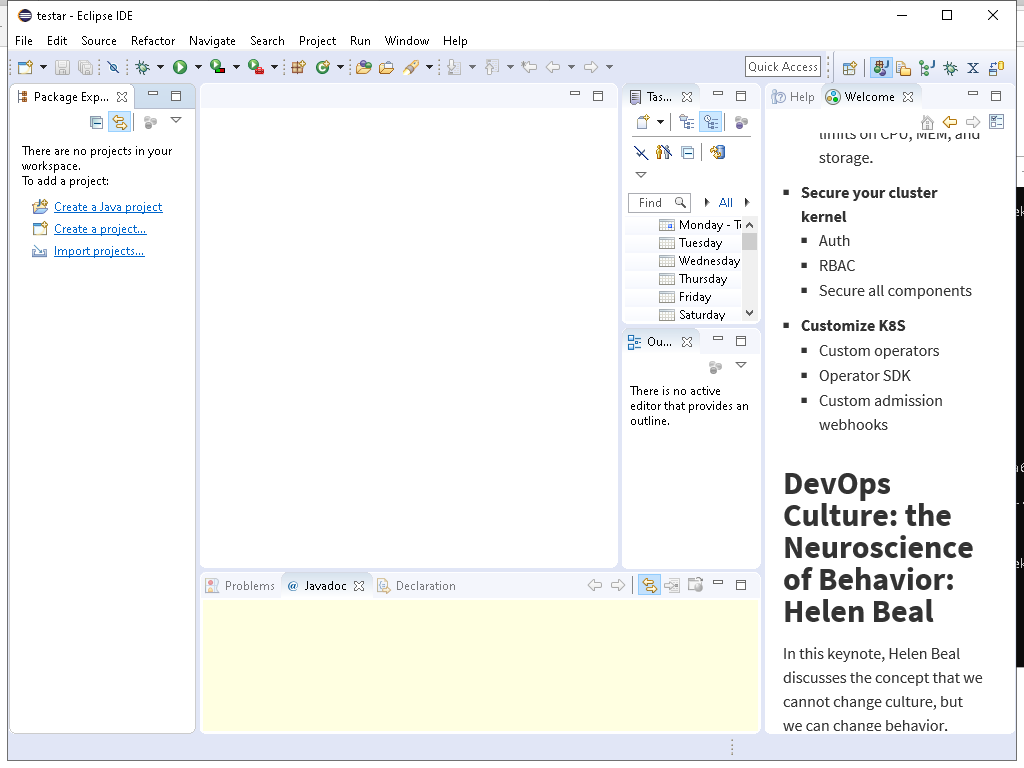 testar - Eclipse IDE
File Edit Source Refactor Navigate Search Project Run Window Help
Quick Access
Package Exp...
There are no projects in your
workspace.
To add a project:
Create a Java project
Create a project...
Import projects...
Tas...
Find
All
Monday - T
Tuesday
Wednesday
Thursday
Friday
Saturday
Ou...
There is no active
editor that provides an
outline.
Problems @ Javadoc Declaration
Help Welcome
limits on CPU, MEM, and
storage.
▪ Secure your cluster
kernel
▪ Auth
▪ RBAC
▪ Secure all components
▪ Customize K8S
▪ Custom operators
▪ Operator SDK
▪ Custom admission
webhooks
DevOps
Culture: the
Neuroscience
of Behavior:
Helen Beal
In this keynote, Helen Beal
discusses the concept that we
cannot change culture, but
we can change behavior.